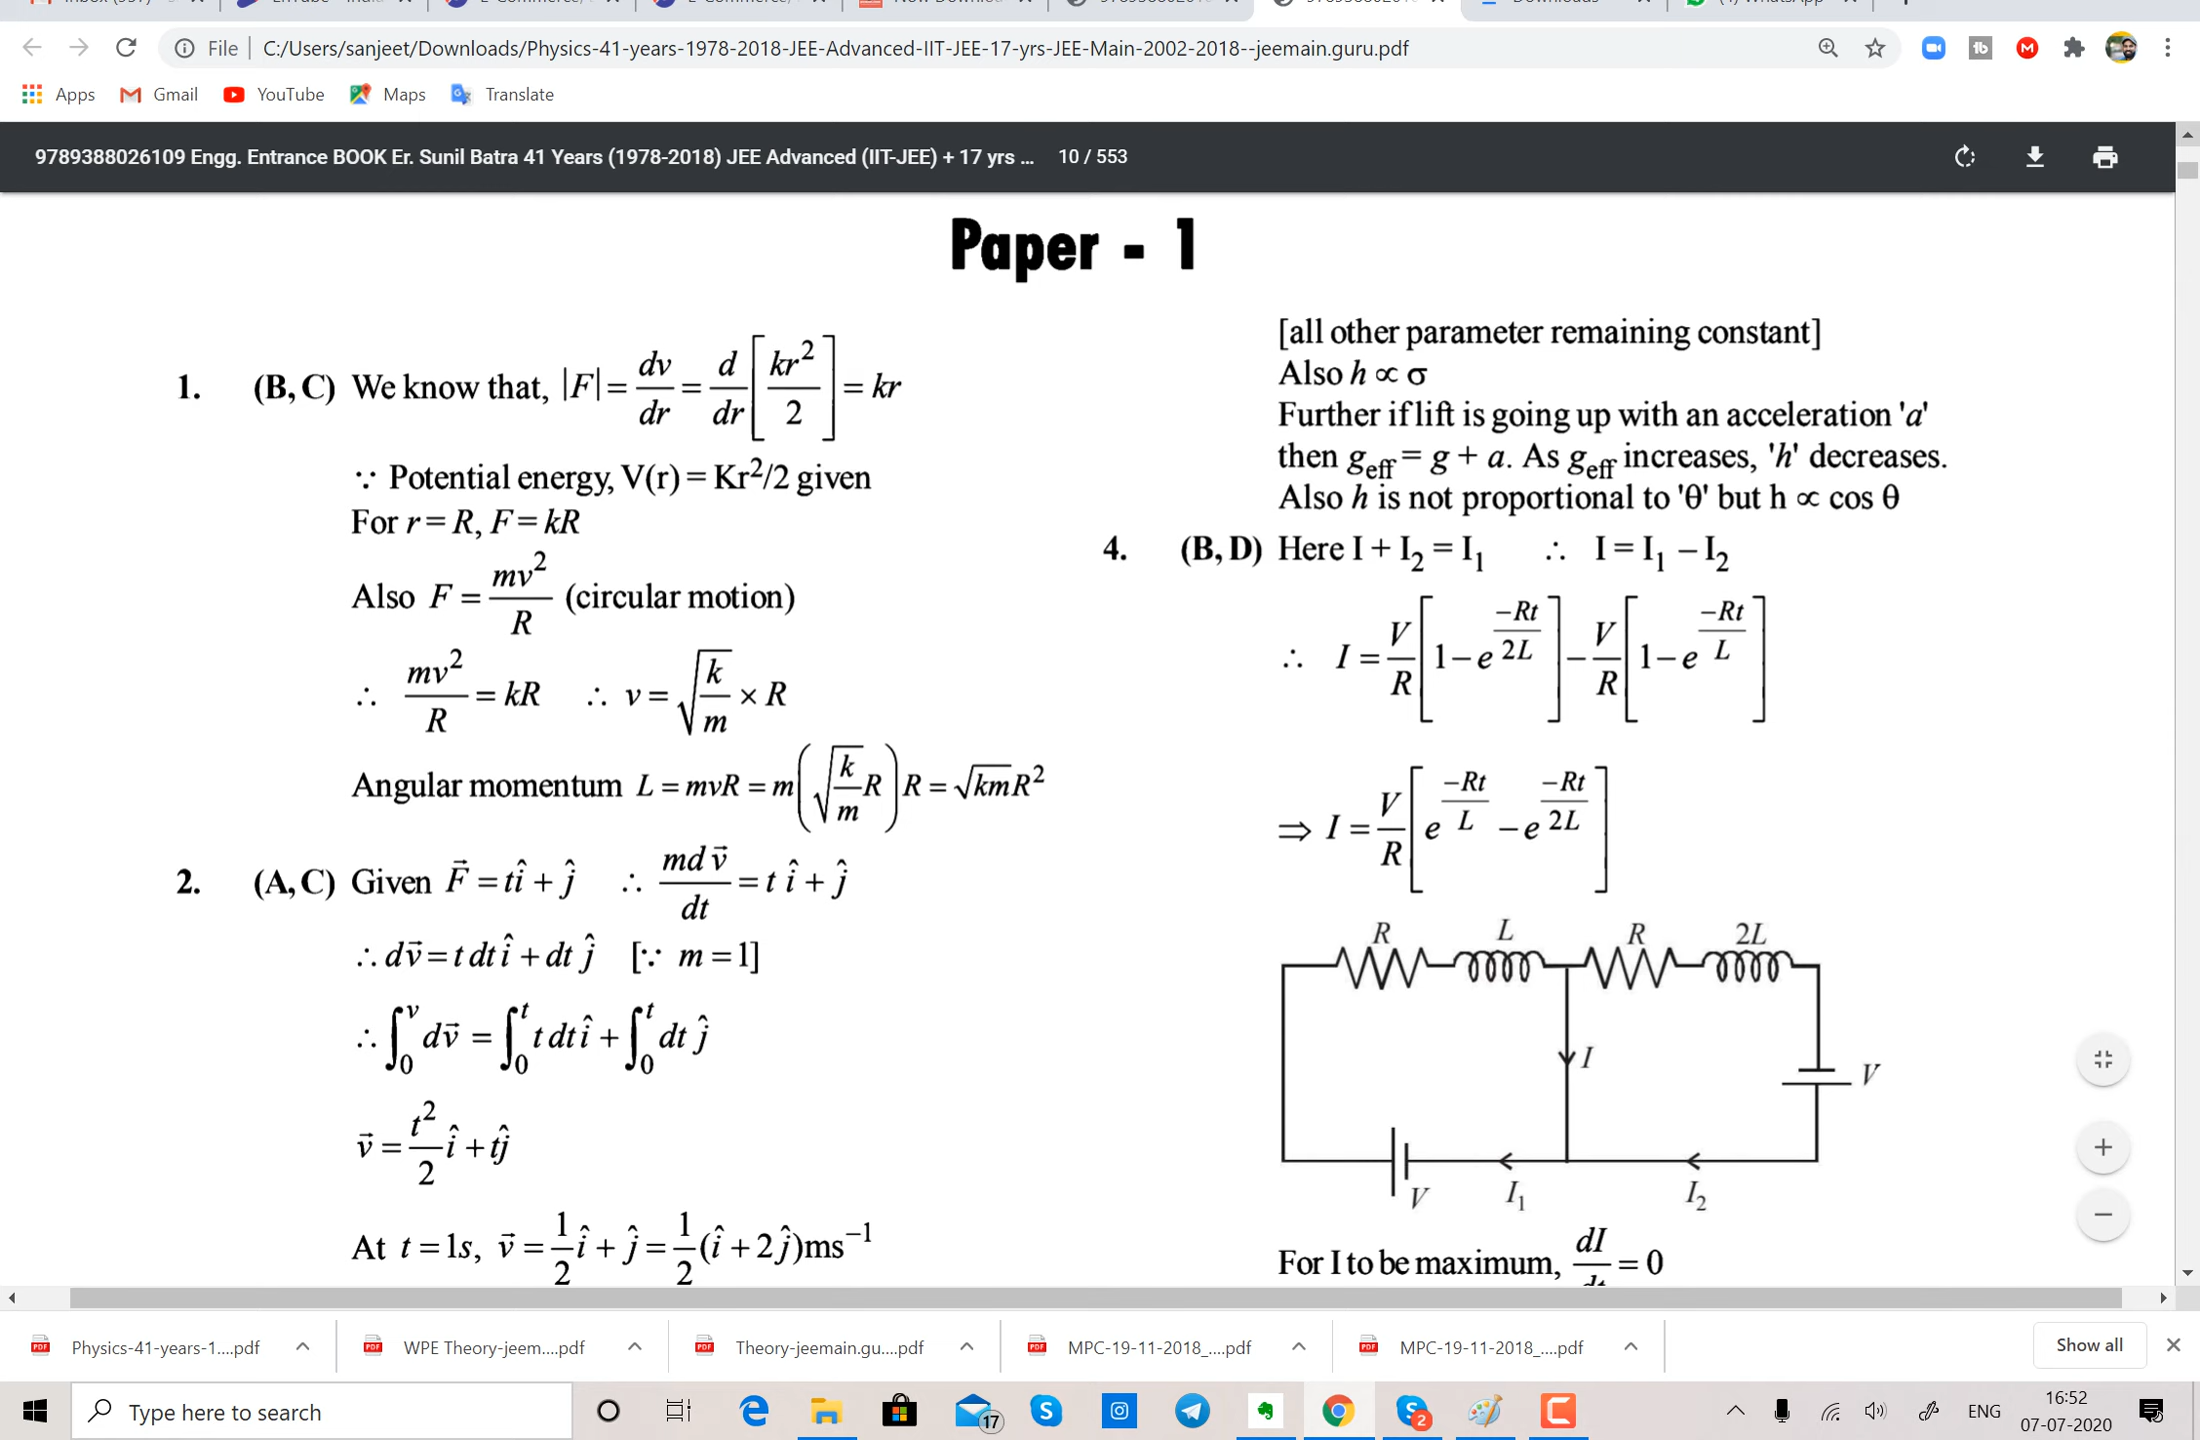 File C:/Users/sanjeet/Downloads/Physics-41-years-1978-2018-JEE-Advanced-IIT-JEE-17-yrs-JEE-Main-2002-2018--jeemain.guru.pdf
Apps Gmail YouTube Maps Translate
9789388026109 Engg. Entrance BOOK Er. Sunil Batra 41 Years (1978-2018) JEE Advanced (IIT-JEE) + 17 yrs ... 10 / 553
Paper - 1
1. (B, C) We know that, |F| = dv/dr = d/dr [kr²/2] = kr
∵ Potential energy, V(r) = Kr²/2 given
For r = R, F = kR
Also F = mv²/R (circular motion)
∴ mv²/R = kR ∴ v = √(k/m) × R
Angular momentum L = mvR = m(√(k/m) R) R = √km R²
2. (A, C) Given F⃗ = tî + ĵ ∴ md v⃗/dt = t î + ĵ
∴ dv⃗ = t dt î + dt ĵ [∵ m = 1]
∴ ∫₀ᵛ dv⃗ = ∫₀ᵗ t dt î + ∫₀ᵗ dt ĵ
v⃗ = t²/2 î + tĵ
At t = 1s, v⃗ = 1/2 î + ĵ = 1/2 (î + 2ĵ)ms⁻¹
[all other parameter remaining constant]
Also h ∝ σ
Further if lift is going up with an acceleration 'a'
then g_eff = g + a. As g_eff increases, 'h' decreases.
Also h is not proportional to 'θ' but h ∝ cos θ
4. (B, D) Here I + I₂ = I₁ ∴ I = I₁ – I₂
∴ I = V/R [1 – e^(–Rt/2L)] – V/R [1 – e^(–Rt/L)]
⇒ I = V/R [e^(–Rt/L) – e^(–Rt/2L)]
R L R 2L
I
V
V I₁ I₂
For I to be maximum, dI/dt = 0
Physics-41-years-1....pdf WPE Theory-jeem....pdf Theory-jeemain.gu....pdf MPC-19-11-2018_....pdf MPC-19-11-2018_....pdf Show all
Type here to search 17 2 ENG 16:52
07-07-2020